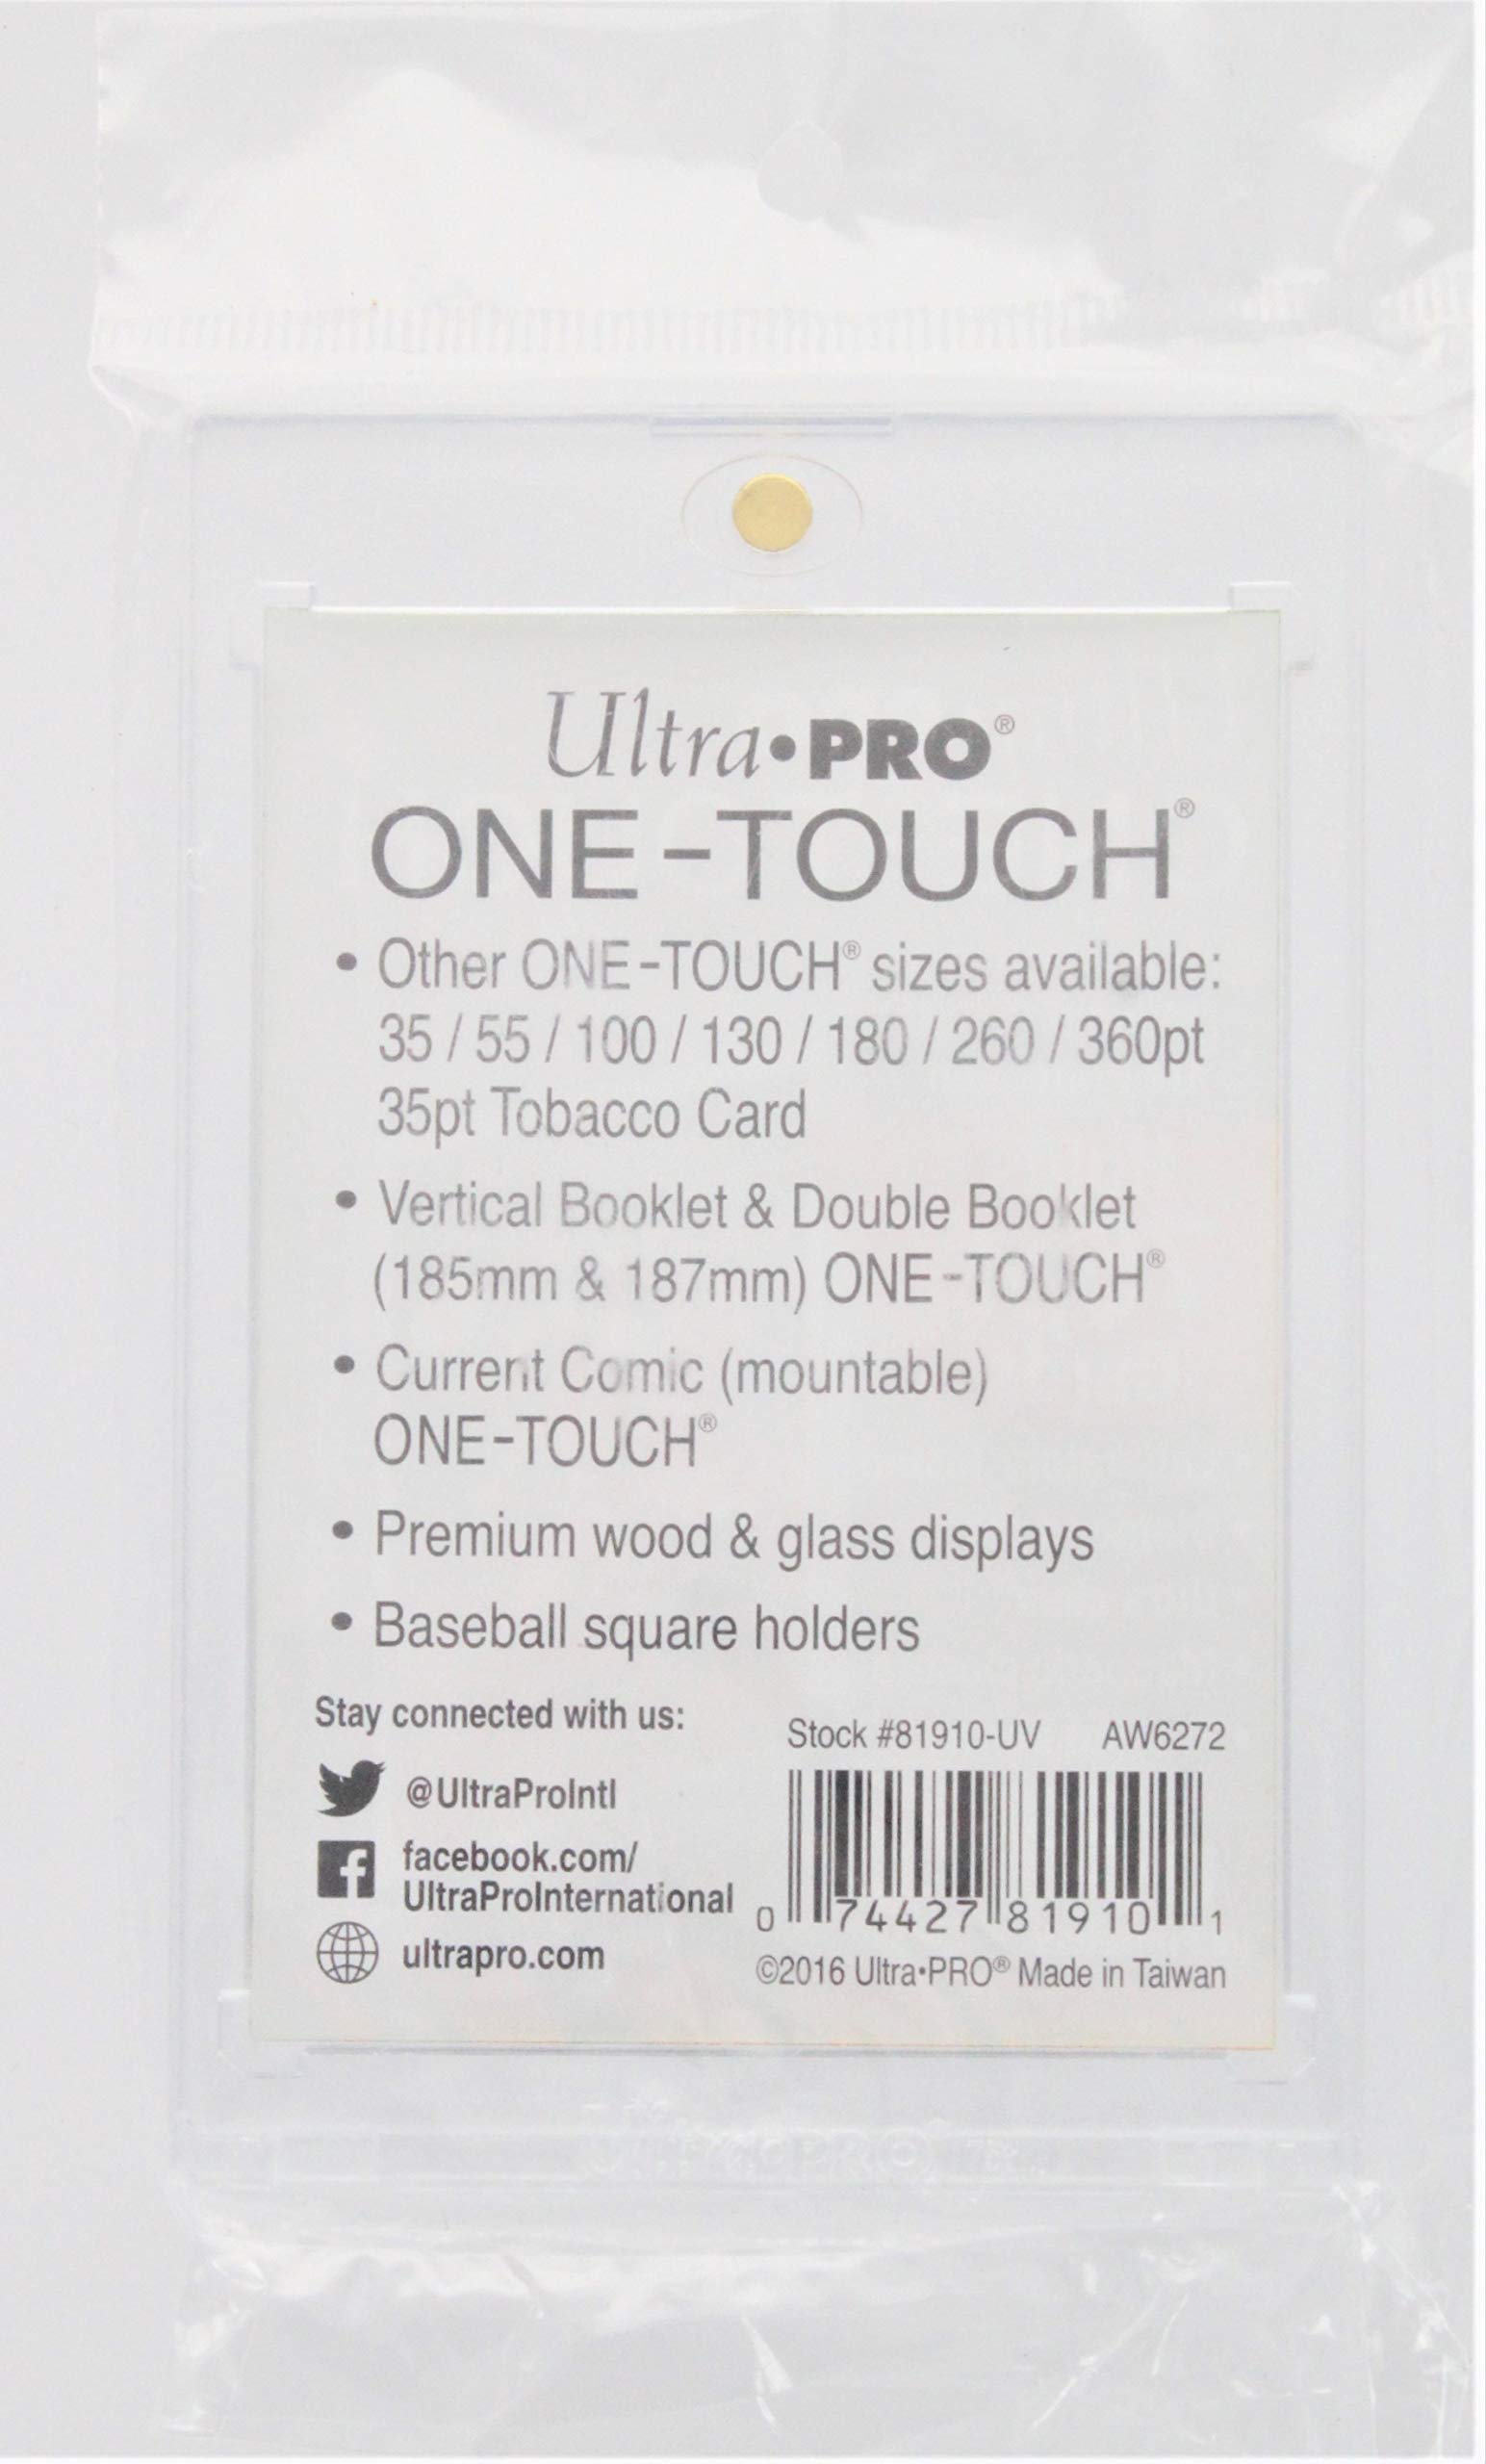 Ultra•PRO®
ONE-TOUCH®
• Other ONE-TOUCH® sizes available:
35 / 55 / 100 / 130 / 180 / 260 / 360pt
35pt Tobacco Card
• Vertical Booklet & Double Booklet
(185mm & 187mm) ONE-TOUCH®
• Current Comic (mountable)
ONE-TOUCH®
• Premium wood & glass displays
• Baseball square holders
Stay connected with us:
@UltraProIntl
facebook.com/
UltraProInternational
ultrapro.com
Stock #81910-UV AW6272
0 74427 81910 1
©2016 Ultra•PRO® Made in Taiwan